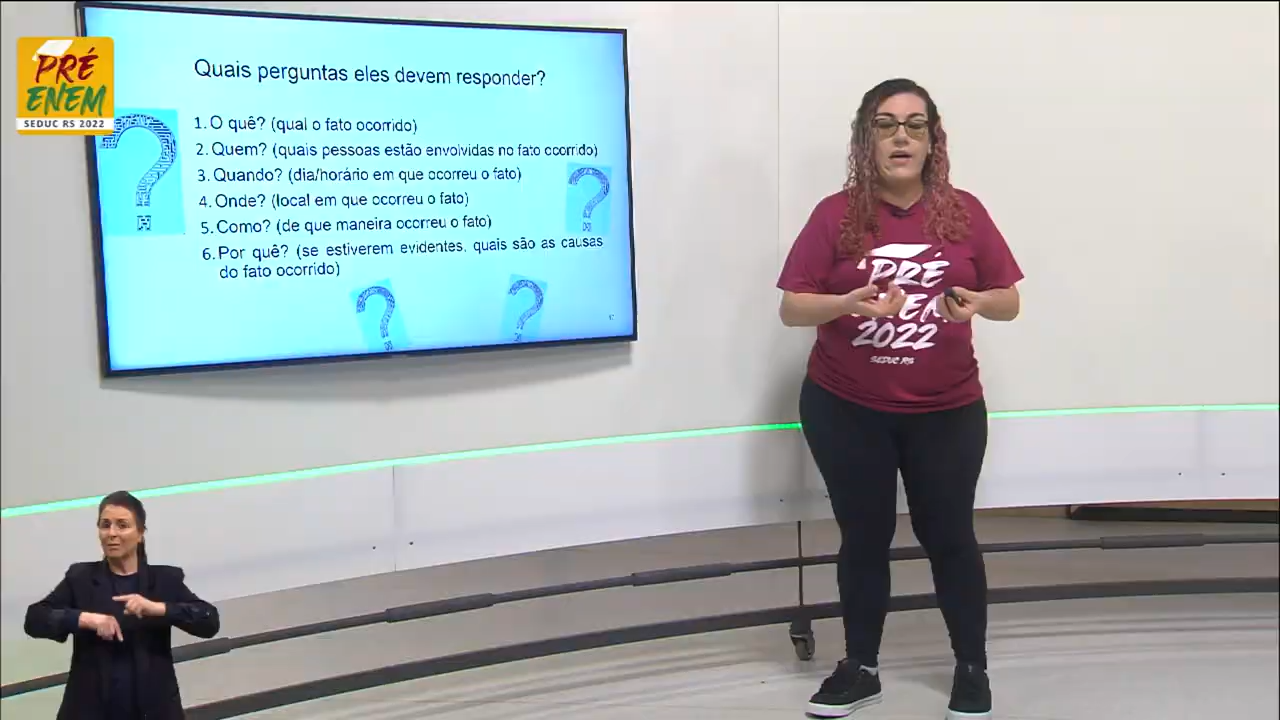 PRÉ
ENEM
SEDUC RS 2022
Quais perguntas eles devem responder?
1. O quê? (qual o fato ocorrido)
2. Quem? (quais pessoas estão envolvidas no fato ocorrido)
3. Quando? (dia/horário em que ocorreu o fato)
4. Onde? (local em que ocorreu o fato)
5. Como? (de que maneira ocorreu o fato)
6. Por quê? (se estiverem evidentes, quais são as causas
do fato ocorrido)
PRÉ
ENEM
2022
SEDUC RS